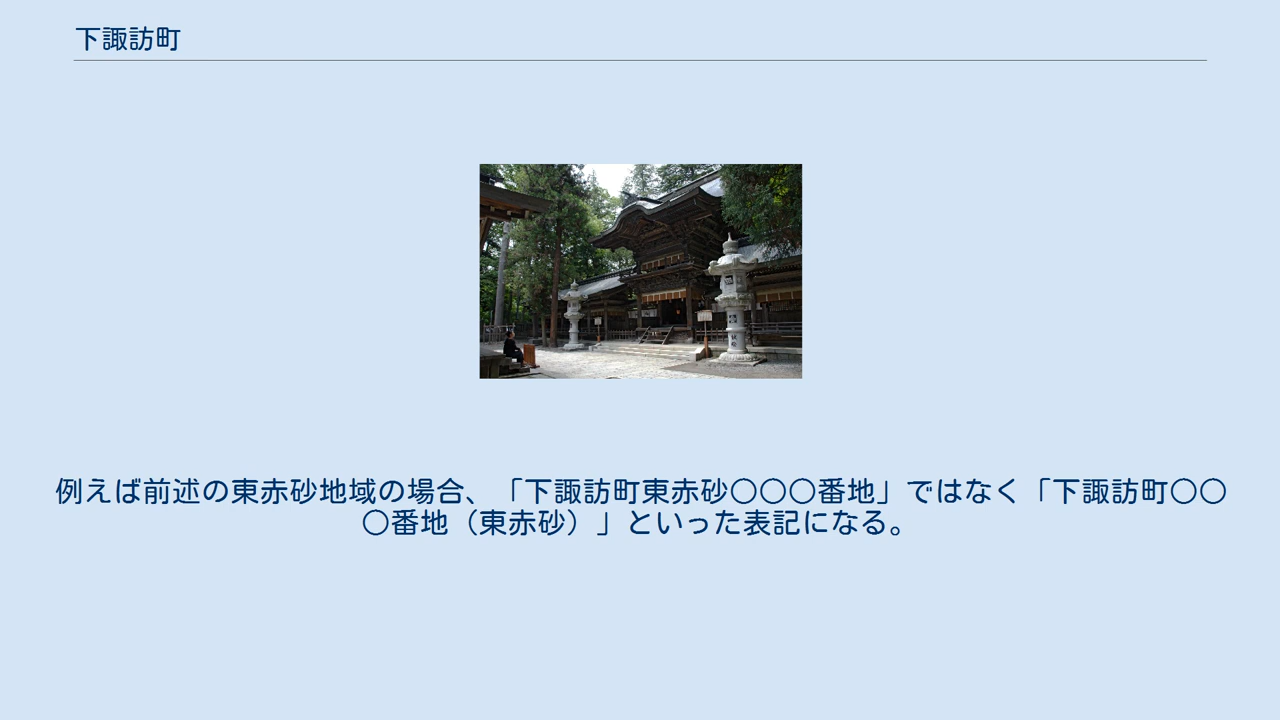 下諏訪町
例えば前述の東赤砂地域の場合、「下諏訪町東赤砂〇〇〇番地」ではなく「下諏訪町〇〇
〇番地（東赤砂）」といった表記になる。